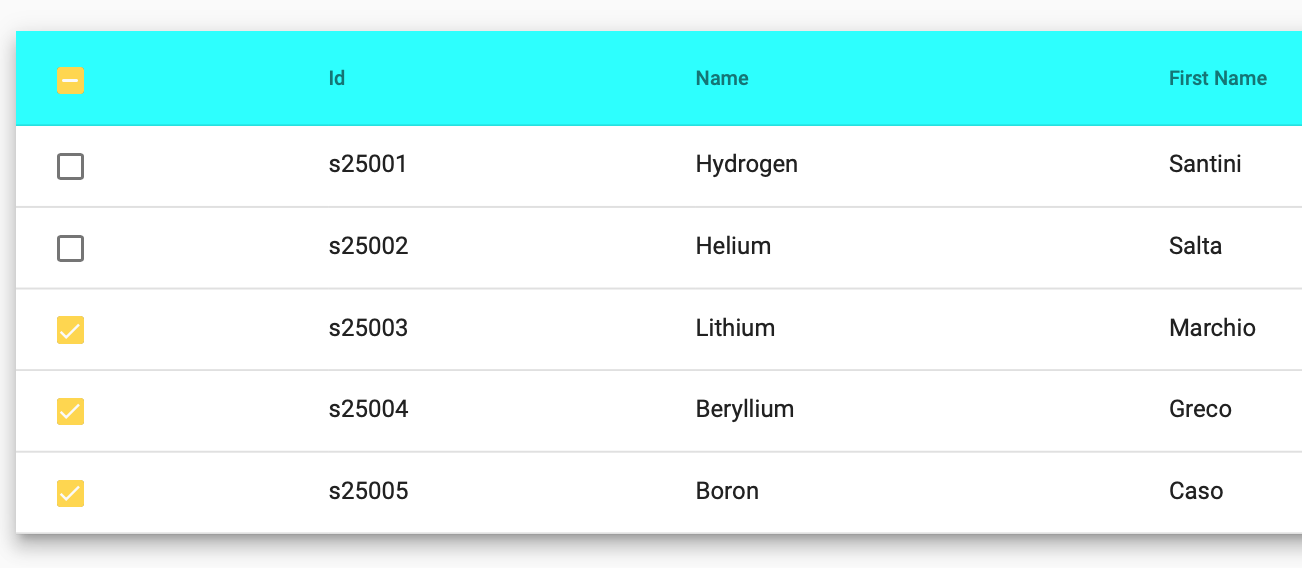 Id Name First Name
s25001 Hydrogen Santini
s25002 Helium Salta
s25003 Lithium Marchio
s25004 Beryllium Greco
s25005 Boron Caso